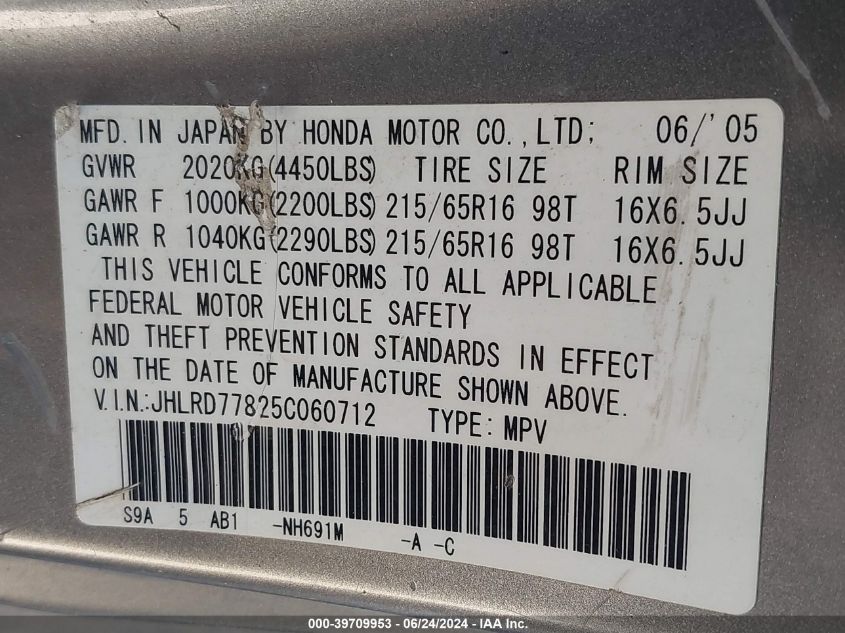 MFD. IN JAPAN BY HONDA MOTOR CO., LTD; 06/'05
GVWR 2020KG(4450LBS) TIRE SIZE RIM SIZE
GAWR F 1000KG(2200LBS) 215/65R16 98T 16X6.5JJ
GAWR R 1040KG(2290LBS) 215/65R16 98T 16X6.5JJ
THIS VEHICLE CONFORMS TO ALL APPLICABLE
FEDERAL MOTOR VEHICLE SAFETY
AND THEFT PREVENTION STANDARDS IN EFFECT
ON THE DATE OF MANUFACTURE SHOWN ABOVE.
V.I.N.:JHLRD77825C060712 TYPE: MPV
S9A 5 AB1 -NH691M -A -C
000-39709953 / 06/24/2024 - IAA Inc.